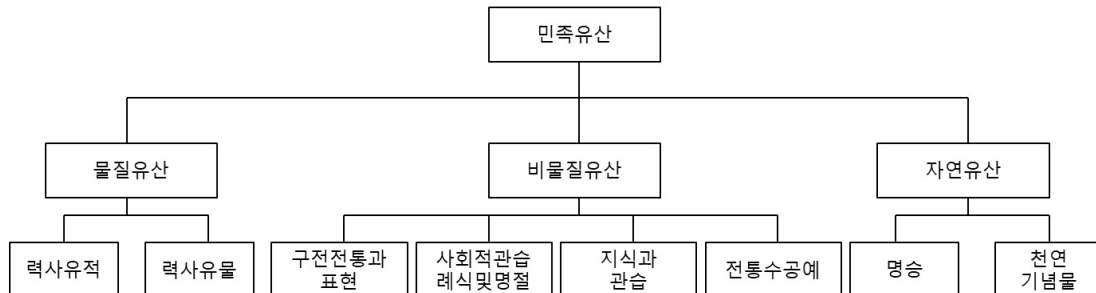 민족유산
물질유산
비물질유산
자연유산
력사유적
력사유물
구전전통과
표현
사회적관습
례식및명절
지식과
관습
전통수공예
명승
천연
기념물